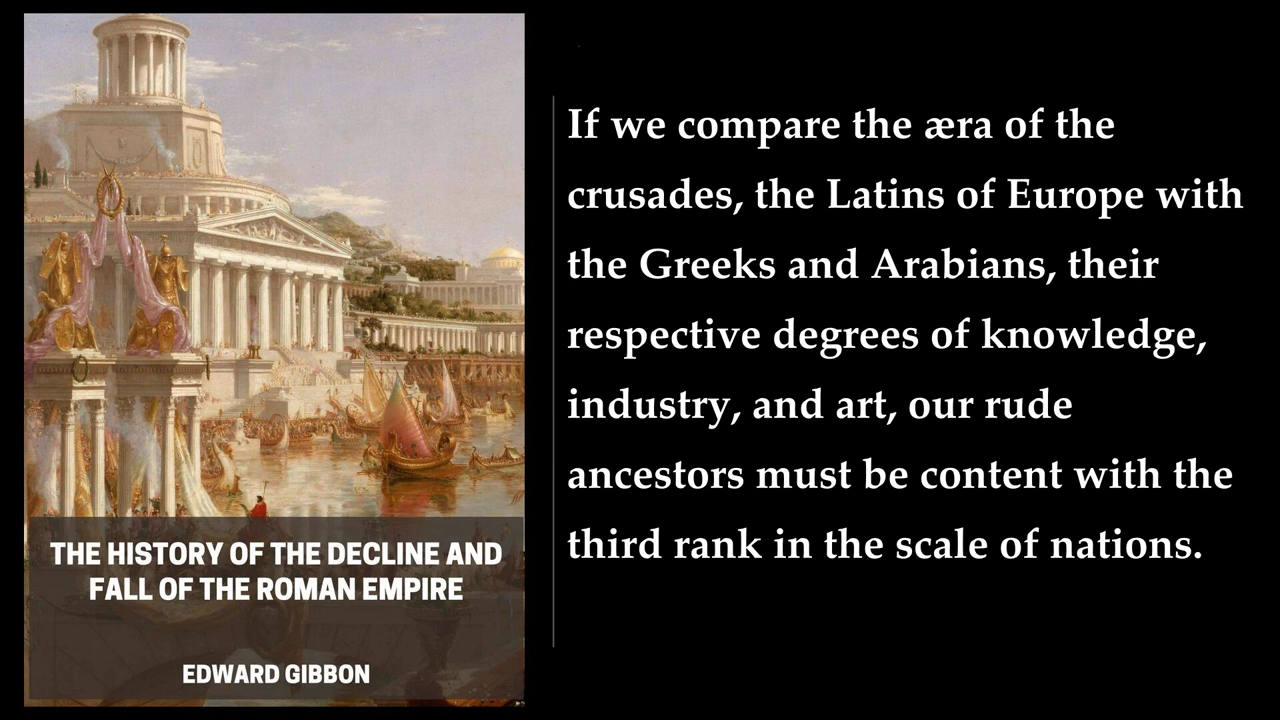 THE HISTORY OF THE DECLINE AND
FALL OF THE ROMAN EMPIRE
EDWARD GIBBON
If we compare the æra of the
crusades, the Latins of Europe with
the Greeks and Arabians, their
respective degrees of knowledge,
industry, and art, our rude
ancestors must be content with the
third rank in the scale of nations.